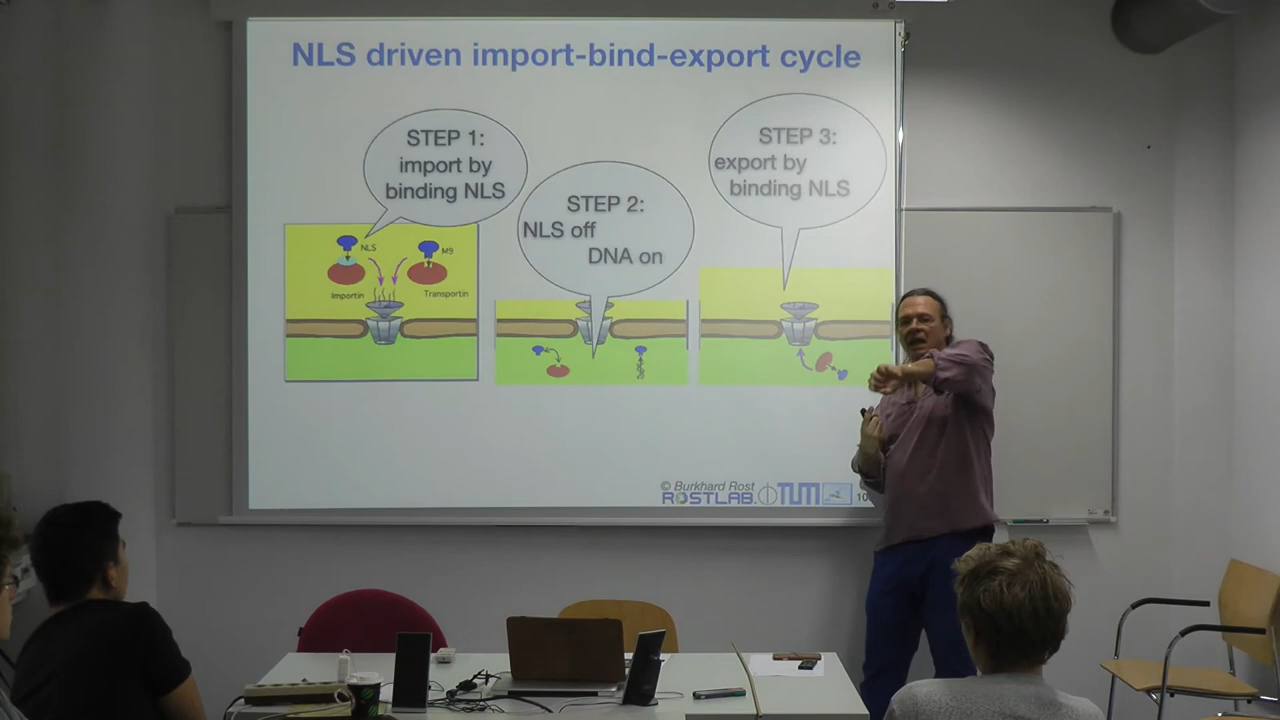 NLS driven import-bind-export cycle
STEP 1:
import by
binding NLS
STEP 2:
NLS off
DNA on
STEP 3:
export by
binding NLS
NLS
M9
Importin
Transportin
© Burkhard Rost
ROSTLAB.
TUM